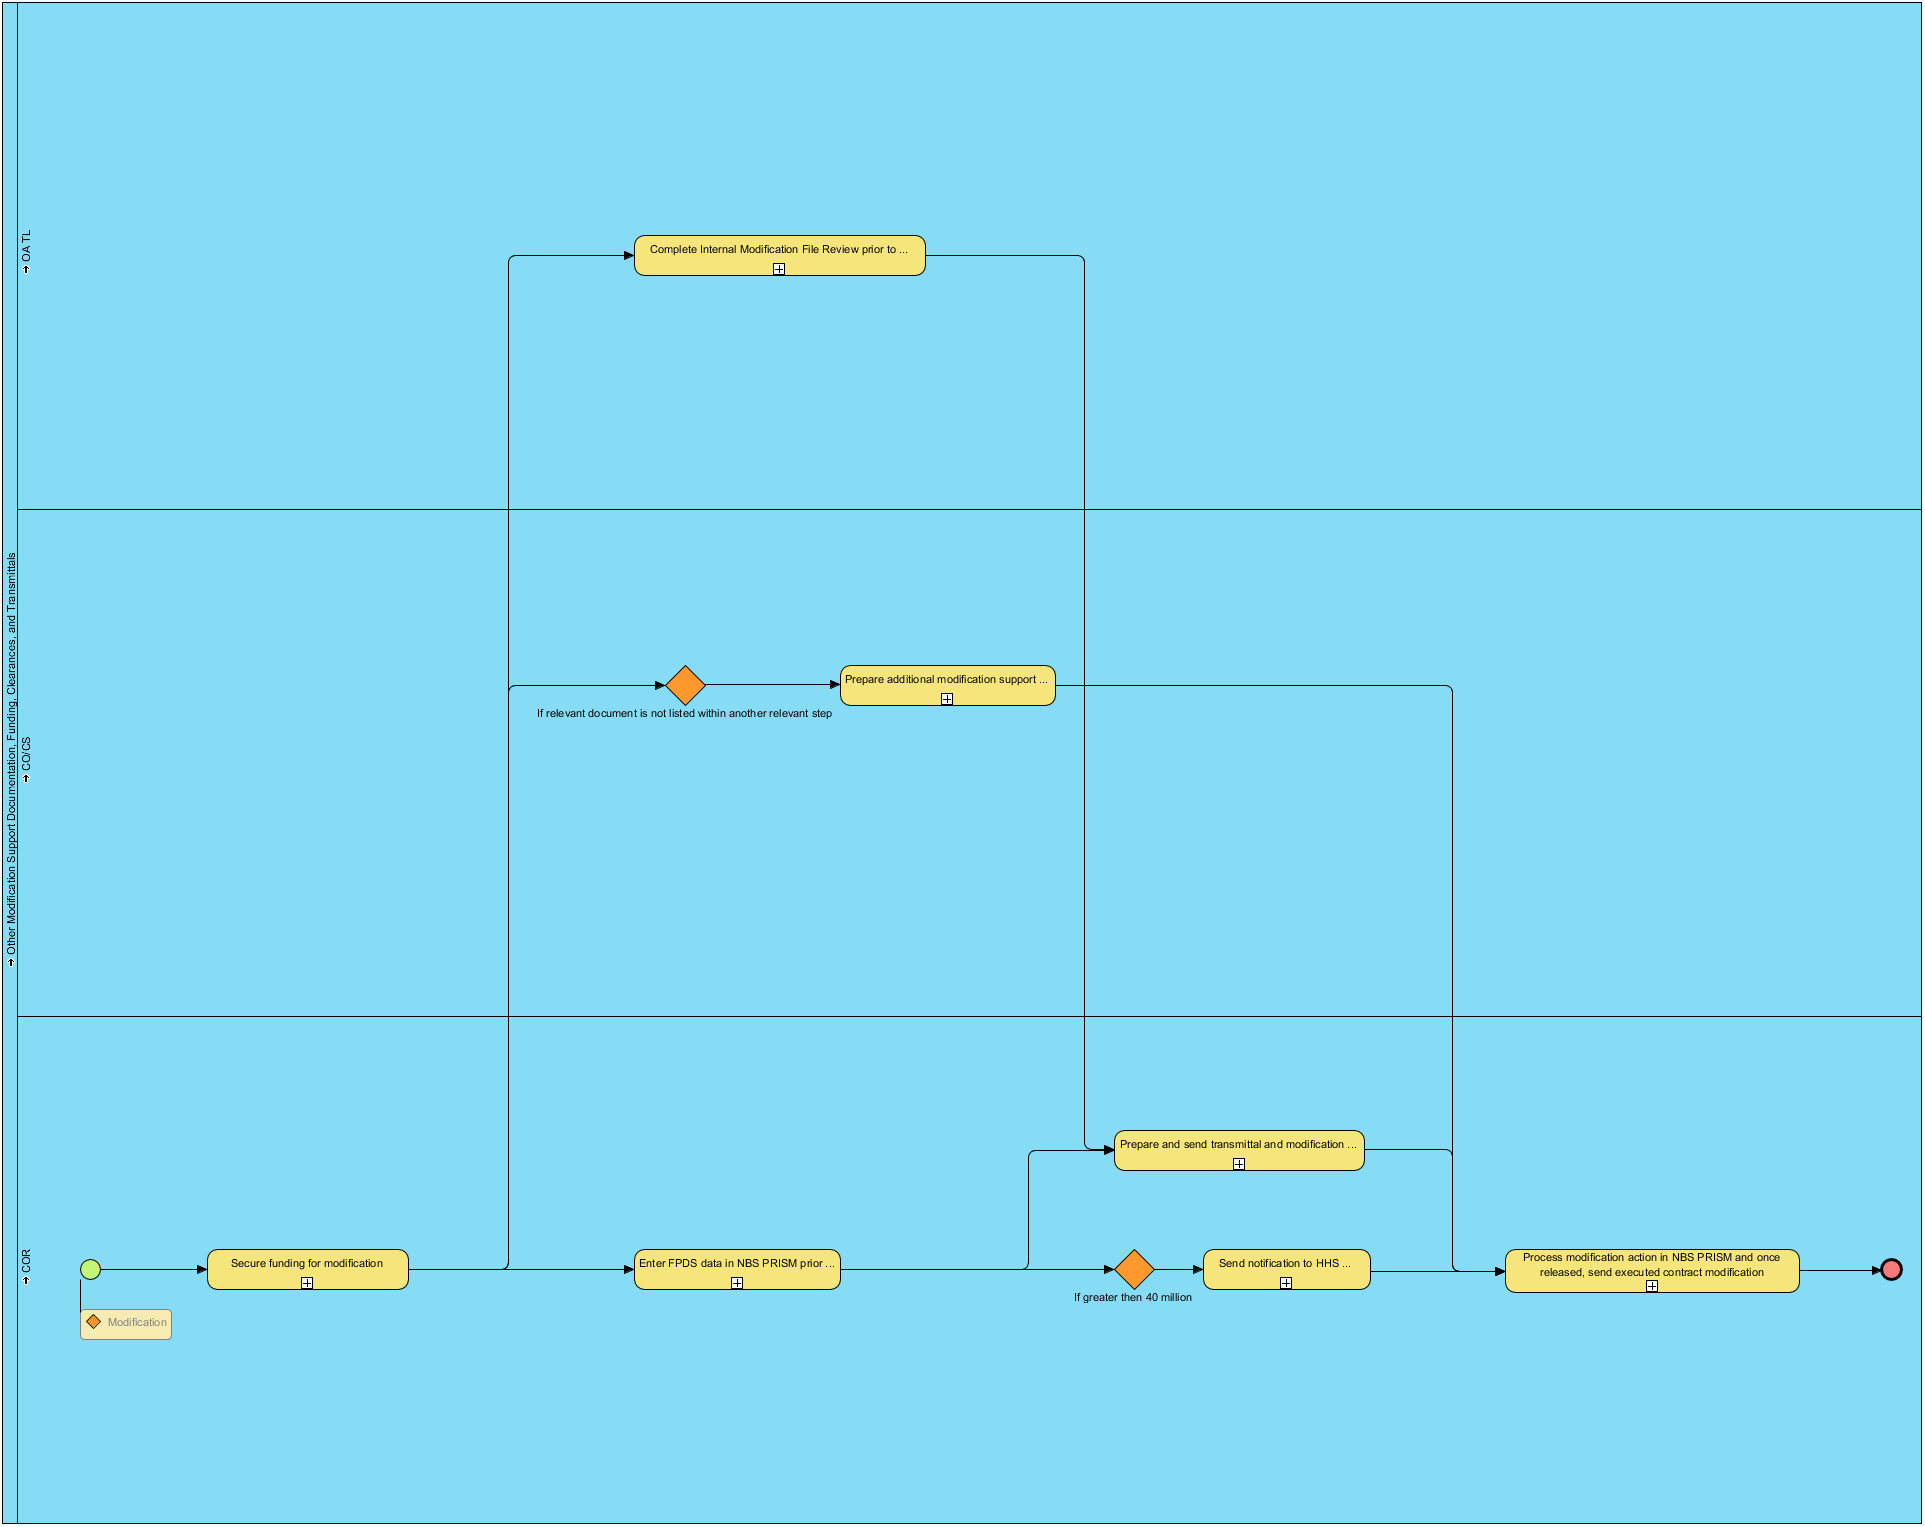 Other Modification Support Documentation, Funding, Clearances, and Transmittals
OA TL
Complete Internal Modification File Review prior to ...
CO/CS
Prepare additional modification support ...
If relevant document is not listed within another relevant step
COR
Prepare and send transmittal and modification ...
Secure funding for modification
Enter FPDS data in NBS PRISM prior ...
Send notification to HHS ...
If greater then 40 million
Process modification action in NBS PRISM and once
released, send executed contract modification
Modification